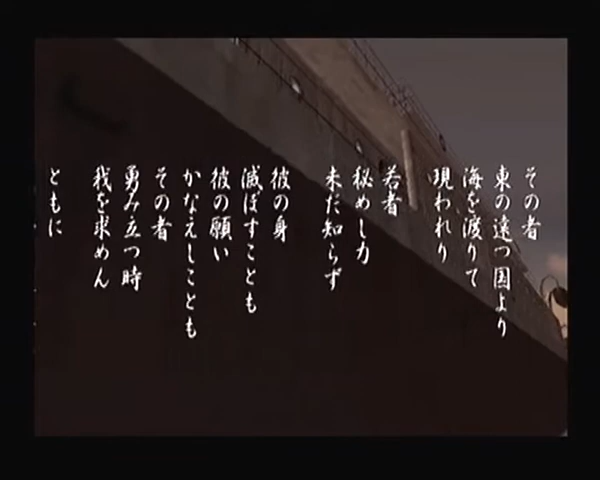 その者
東の遠つ国より
海を渡りて
現われり
若者
秘めし力
未だ知らず
彼の身
滅ぼすことも
彼の願い
かなえしことも
その者
勇み立つ時
我を求めん
ともに